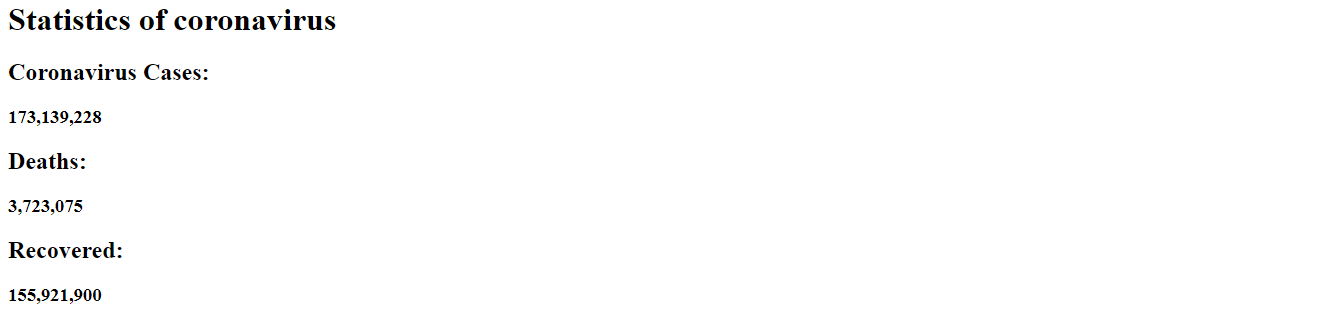 Statistics of coronavirus
Coronavirus Cases:
173,139,228
Deaths:
3,723,075
Recovered:
155,921,900